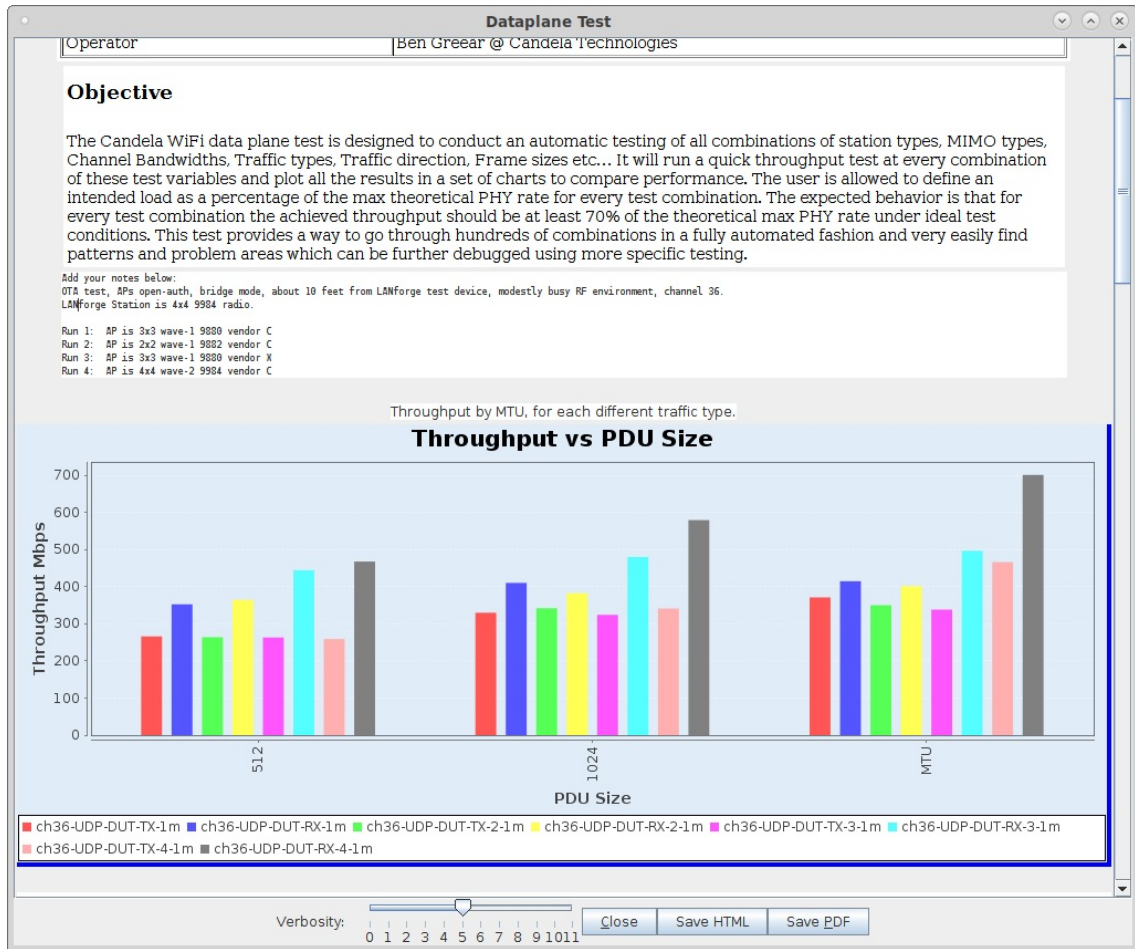 Dataplane Test
Operator Ben Greear @ Candela Technologies
Objective
The Candela WiFi data plane test is designed to conduct an automatic testing of all combinations of station types, MIMO types,
Channel Bandwidths, Traffic types, Traffic direction, Frame sizes etc... It will run a quick throughput test at every combination
of these test variables and plot all the results in a set of charts to compare performance. The user is allowed to define an
intended load as a percentage of the max theoretical PHY rate for every test combination. The expected behavior is that for
every test combination the achieved throughput should be at least 70% of the theoretical max PHY rate under ideal test
conditions. This test provides a way to go through hundreds of combinations in a fully automated fashion and very easily find
patterns and problem areas which can be further debugged using more specific testing.
Add your notes below:
OTA test, APs open-auth, bridge mode, about 10 feet from LANforge test device, modestly busy RF environment, channel 36.
LANforge Station is 4x4 9984 radio.
Run 1: AP is 3x3 wave-1 9880 vendor C
Run 2: AP is 2x2 wave-1 9882 vendor C
Run 3: AP is 3x3 wave-1 9880 vendor X
Run 4: AP is 4x4 wave-2 9984 vendor C
Throughput by MTU, for each different traffic type.
Throughput vs PDU Size
Throughput Mbps
700
600
500
400
300
200
100
0
512 1024 MTU
PDU Size
ch36-UDP-DUT-TX-1m ch36-UDP-DUT-RX-1m ch36-UDP-DUT-TX-2-1m ch36-UDP-DUT-RX-2-1m ch36-UDP-DUT-TX-3-1m ch36-UDP-DUT-RX-3-1m
ch36-UDP-DUT-TX-4-1m ch36-UDP-DUT-RX-4-1m
Verbosity: Close Save HTML Save PDF
0 1 2 3 4 5 6 7 8 9 10 11